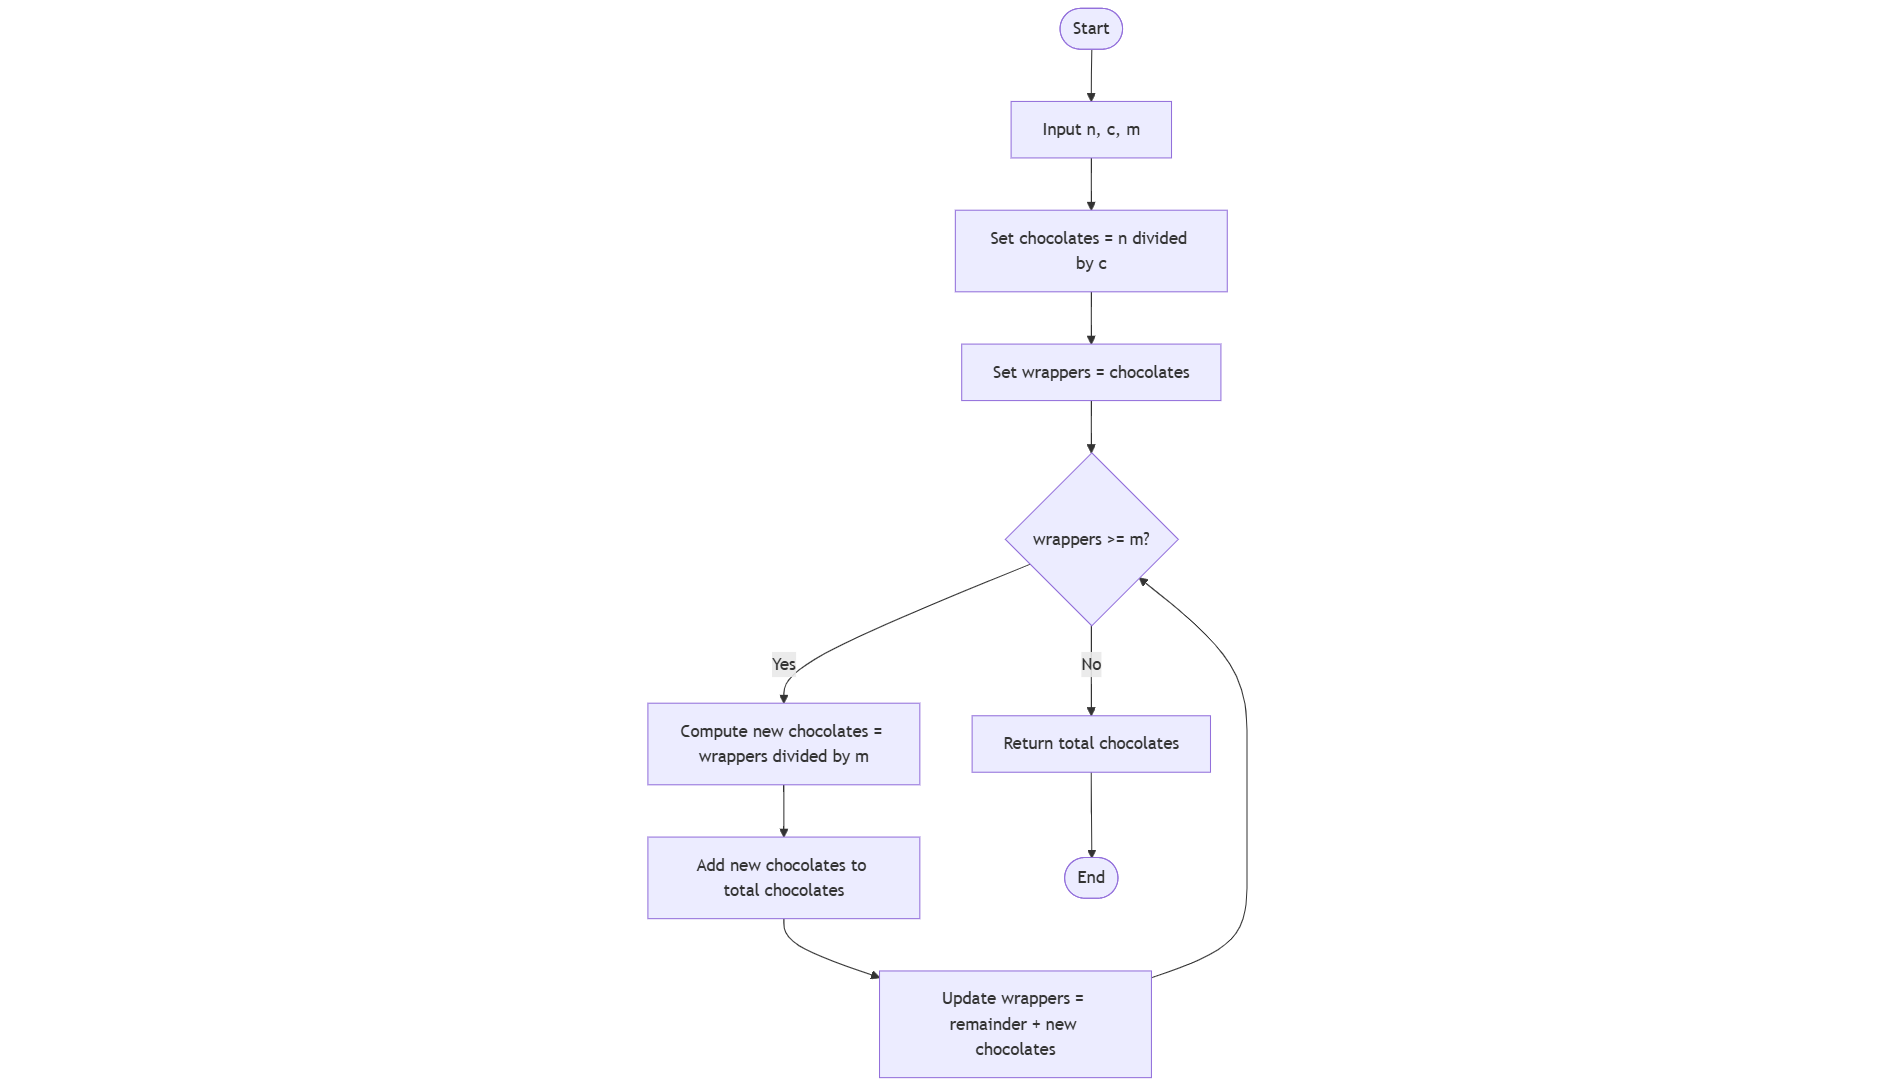 Start
Input n, c, m
Set chocolates = n divided
by c
Set wrappers = chocolates
wrappers >= m?
Yes
No
Compute new chocolates =
wrappers divided by m
Return total chocolates
Add new chocolates to
total chocolates
End
Update wrappers =
remainder + new
chocolates